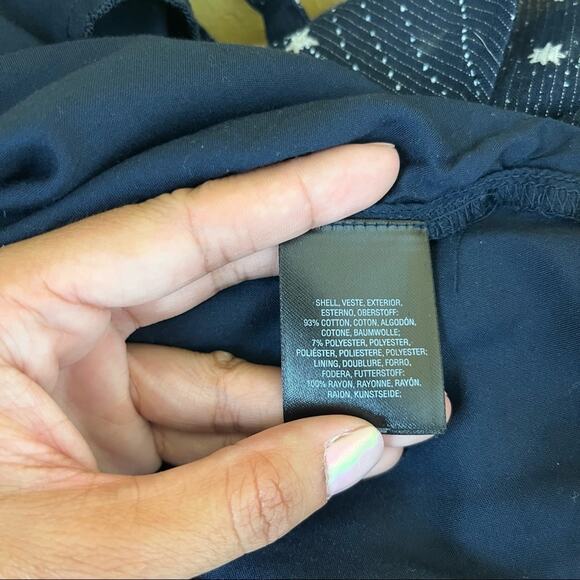 SHELL, VESTE, EXTERIOR,
ESTERNO, OBERSTOFF:
93% COTTON, COTON, ALGODÓN,
COTONE, BAUMWOLLE;
7% POLYESTER, POLYESTER,
POLIÉSTER, POLIESTERE, POLYESTER;
LINING, DOUBLURE, FORRO,
FODERA, FUTTERSTOFF:
100% RAYON, RAYONNE, RAYÓN,
RAION, KUNSTSEIDE;